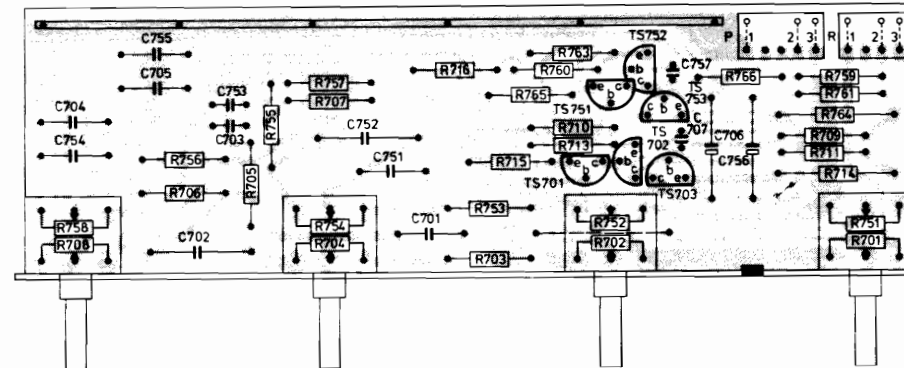 TS752
P 1 2 3 R 1 2 3
C755
R763 e b c C757
R716 R760 R766 R759
C705 TS
C753 R757 e b c 753 R761
R765
R707 TS751 c b e C R764
C704 C703 R755 C752 R710 TS 707 C706 R709
702
C754 R713 C756 R711
R756 C751 R715 e b c e b c c b e R714
R705 TS701
R706 TS703
R753
R758 R754 C701 R752 R751
R708 R704 R702 R701
C702 R703